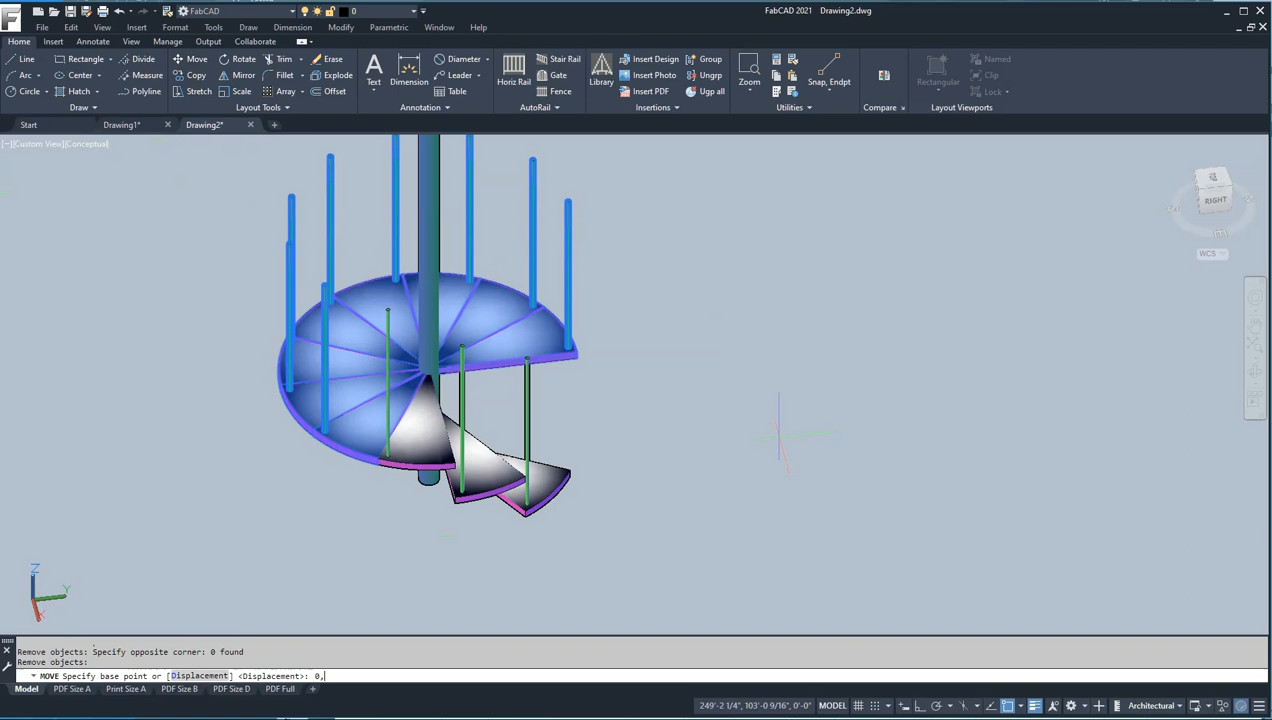 FabCAD
0
FabCAD 2021 Drawing2.dwg
File Edit View Insert Format Tools Draw Dimension Modify Parametric Window Help
Home Insert Annotate View Manage Output Collaborate
Line Rectangle Divide Move Rotate Trim Erase Diameter Stair Rail Insert Design Group Named
Arc Center Measure Copy Mirror Fillet Explode Text Dimension Leader Horiz Rail Gate Library Insert Photo Ungrp Zoom Snap, Endpt Rectangular Clip
Circle Hatch Polyline Stretch Scale Array Offset Table Fence Insert PDF Ugp all Lock
Draw Layout Tools Annotation AutoRail Insertions Utilities Compare Layout Viewports
Start Drawing1* Drawing2*
[−][Custom View][Conceptual]
RIGHT
WCS
Z
Y
X
Remove objects: Specify opposite corner: 0 found
Remove objects:
MOVE Specify base point or [Displacement] <Displacement>: 0,
Model PDF Size A Print Size A PDF Size B PDF Size D PDF Full
249'-2 1/4", 103'-0 9/16", 0'-0" MODEL Architectural